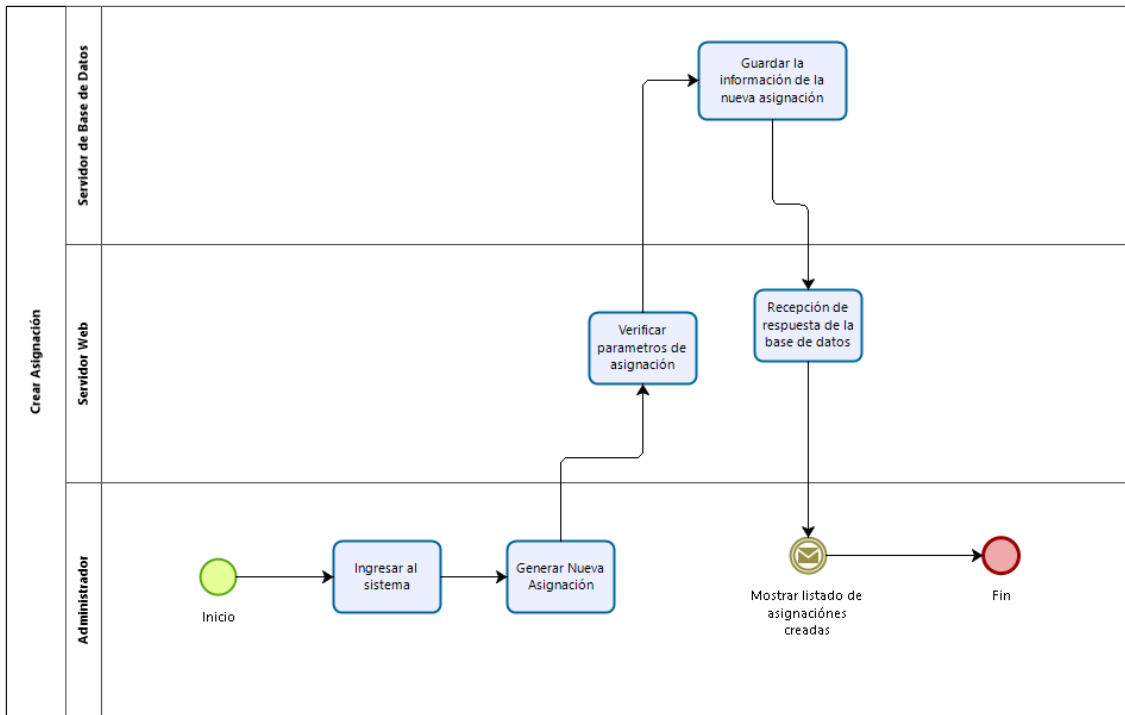 Crear Asignación
Servidor de Base de Datos
Guardar la
información de la
nueva asignación
Servidor Web
Verificar
parametros de
asignación
Recepción de
respuesta de la
base de datos
Administrador
Inicio
Ingresar al
sistema
Generar Nueva
Asignación
Mostrar listado de
asignaciónes
creadas
Fin